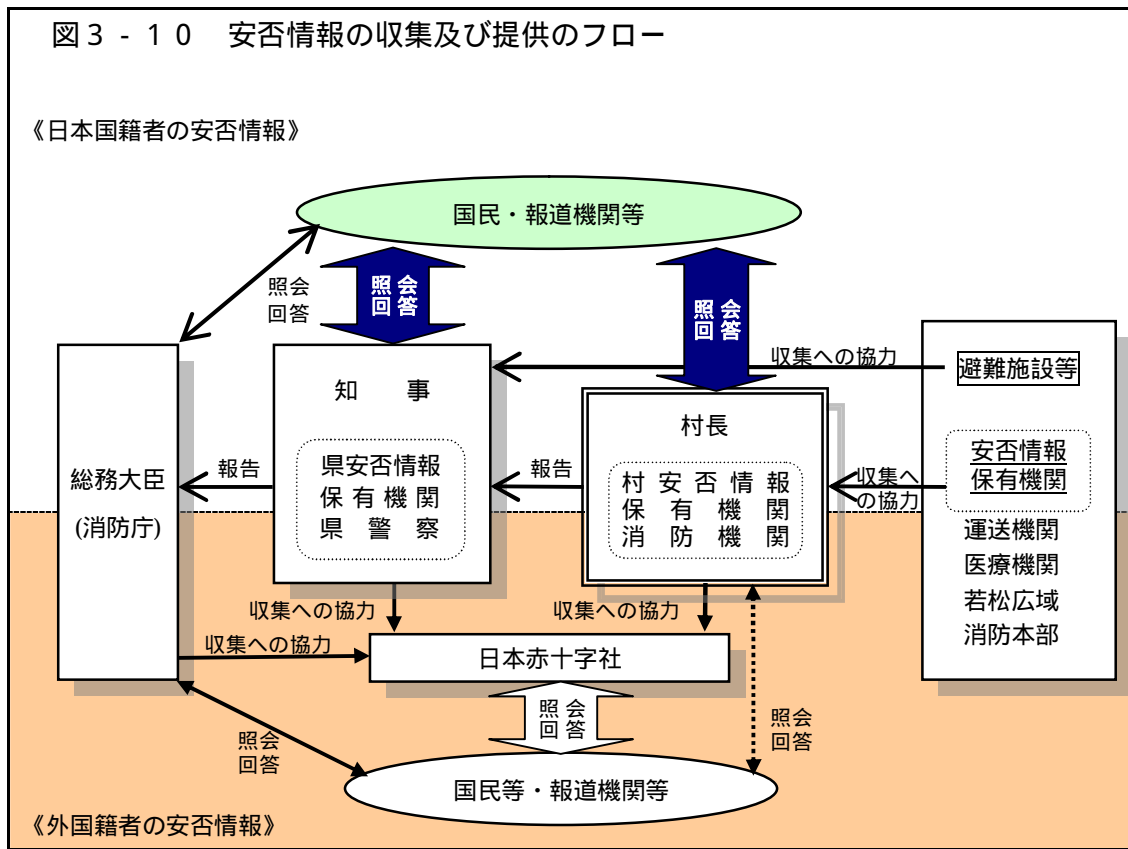 図3-10 安否情報の収集及び提供のフロー
《日本国籍者の安否情報》
国民・報道機関等
照会
回答
照会
回答
照会
回答
収集への協力
避難施設等
知 事
県安否情報
保有機関
県警察
村長
村安否情報
保有機関
消防機関
総務大臣
(消防庁)
報告
報告
収集へ
の協力
安否情報
保有機関
運送機関
医療機関
若松広域
消防本部
収集への協力
収集への協力
収集への協力
日本赤十字社
照会
回答
照会
回答
照会
回答
国民等・報道機関等
《外国籍者の安否情報》